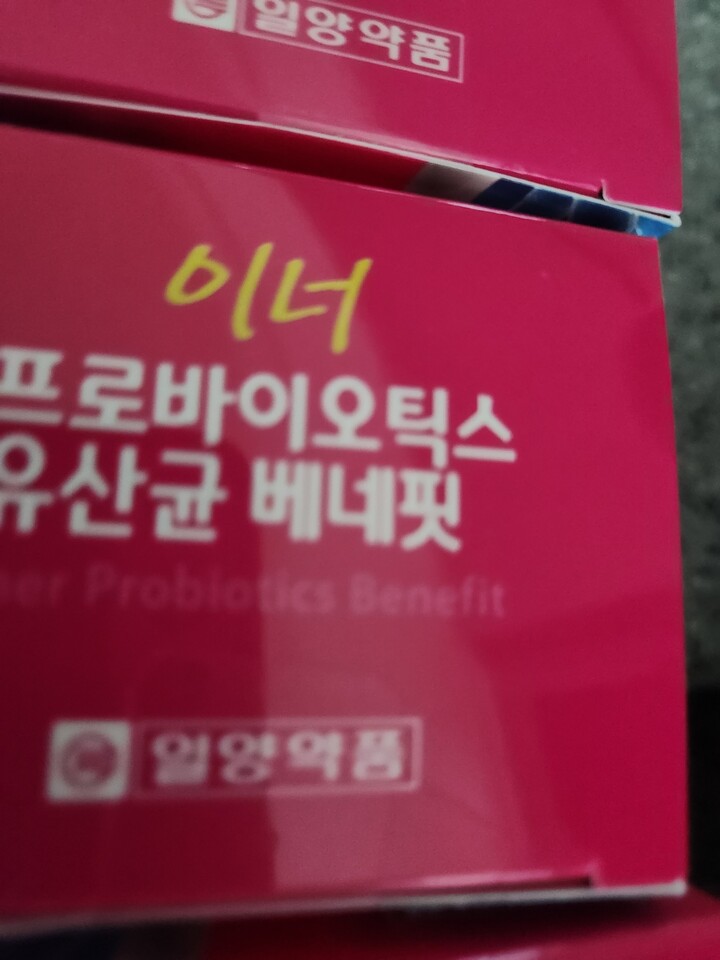 일양약품
이너
프로바이오틱스
유산균 베네핏
Probiotics Benefit
일양약품